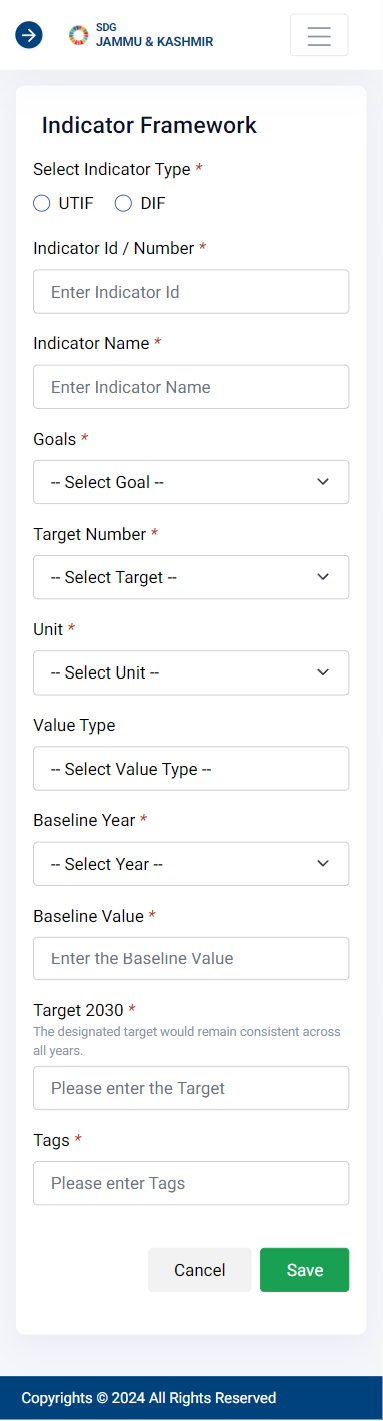 SDG
JAMMU & KASHMIR
Indicator Framework
Select Indicator Type *
UTIF DIF
Indicator Id / Number *
Enter Indicator Id
Indicator Name *
Enter Indicator Name
Goals *
-- Select Goal --
Target Number *
-- Select Target --
Unit *
-- Select Unit --
Value Type
-- Select Value Type --
Baseline Year *
-- Select Year --
Baseline Value *
Enter the Baseline Value
Target 2030 *
The designated target would remain consistent across
all years.
Please enter the Target
Tags *
Please enter Tags
Cancel Save
Copyrights © 2024 All Rights Reserved